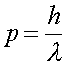 p = h/λ